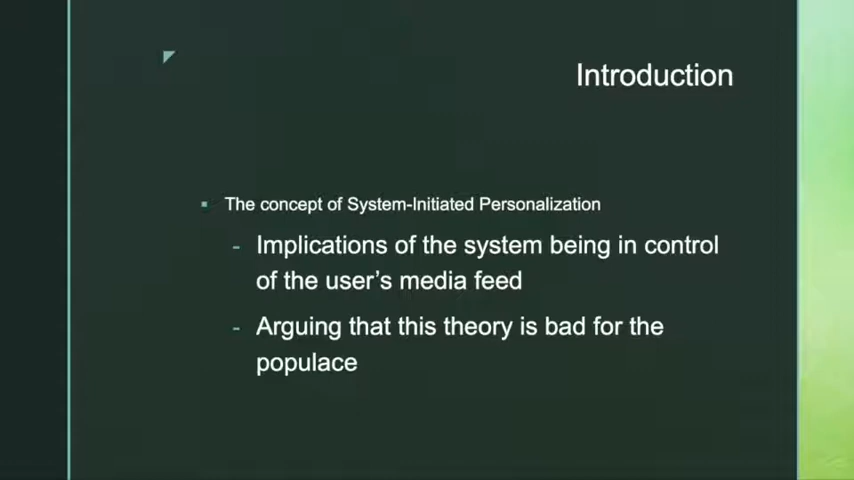 Introduction
The concept of System-Initiated Personalization
- Implications of the system being in control
of the user's media feed
- Arguing that this theory is bad for the
populace